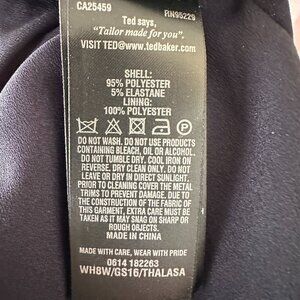 CA25459 RN95229
Ted says,
"Tailor made for you".
VISIT TED@WWW.TEDBAKER.COM
SHELL:
95% POLYESTER
5% ELASTANE
LINING:
100% POLYESTER
P
DO NOT WASH. DO NOT USE PRODUCTS
CONTAINING BLEACH, OIL OR ALCOHOL.
DO NOT TUMBLE DRY. COOL IRON ON
REVERSE. DRY CLEAN ONLY. DO NOT
LEAVE OR DRY IN DIRECT SUNLIGHT.
PRIOR TO CLEANING COVER THE METAL
TRIMS TO PREVENT DAMAGE. DUE TO
THE CONSTRUCTION OF THE FABRIC OF
THIS GARMENT, EXTRA CARE MUST BE
TAKEN AS IT MAY SNAG ON SHARP OR
ROUGH OBJECTS.
MADE IN CHINA
MADE WITH CARE, WEAR WITH PRIDE
0614 182263
WH8W/GS16/THALASA